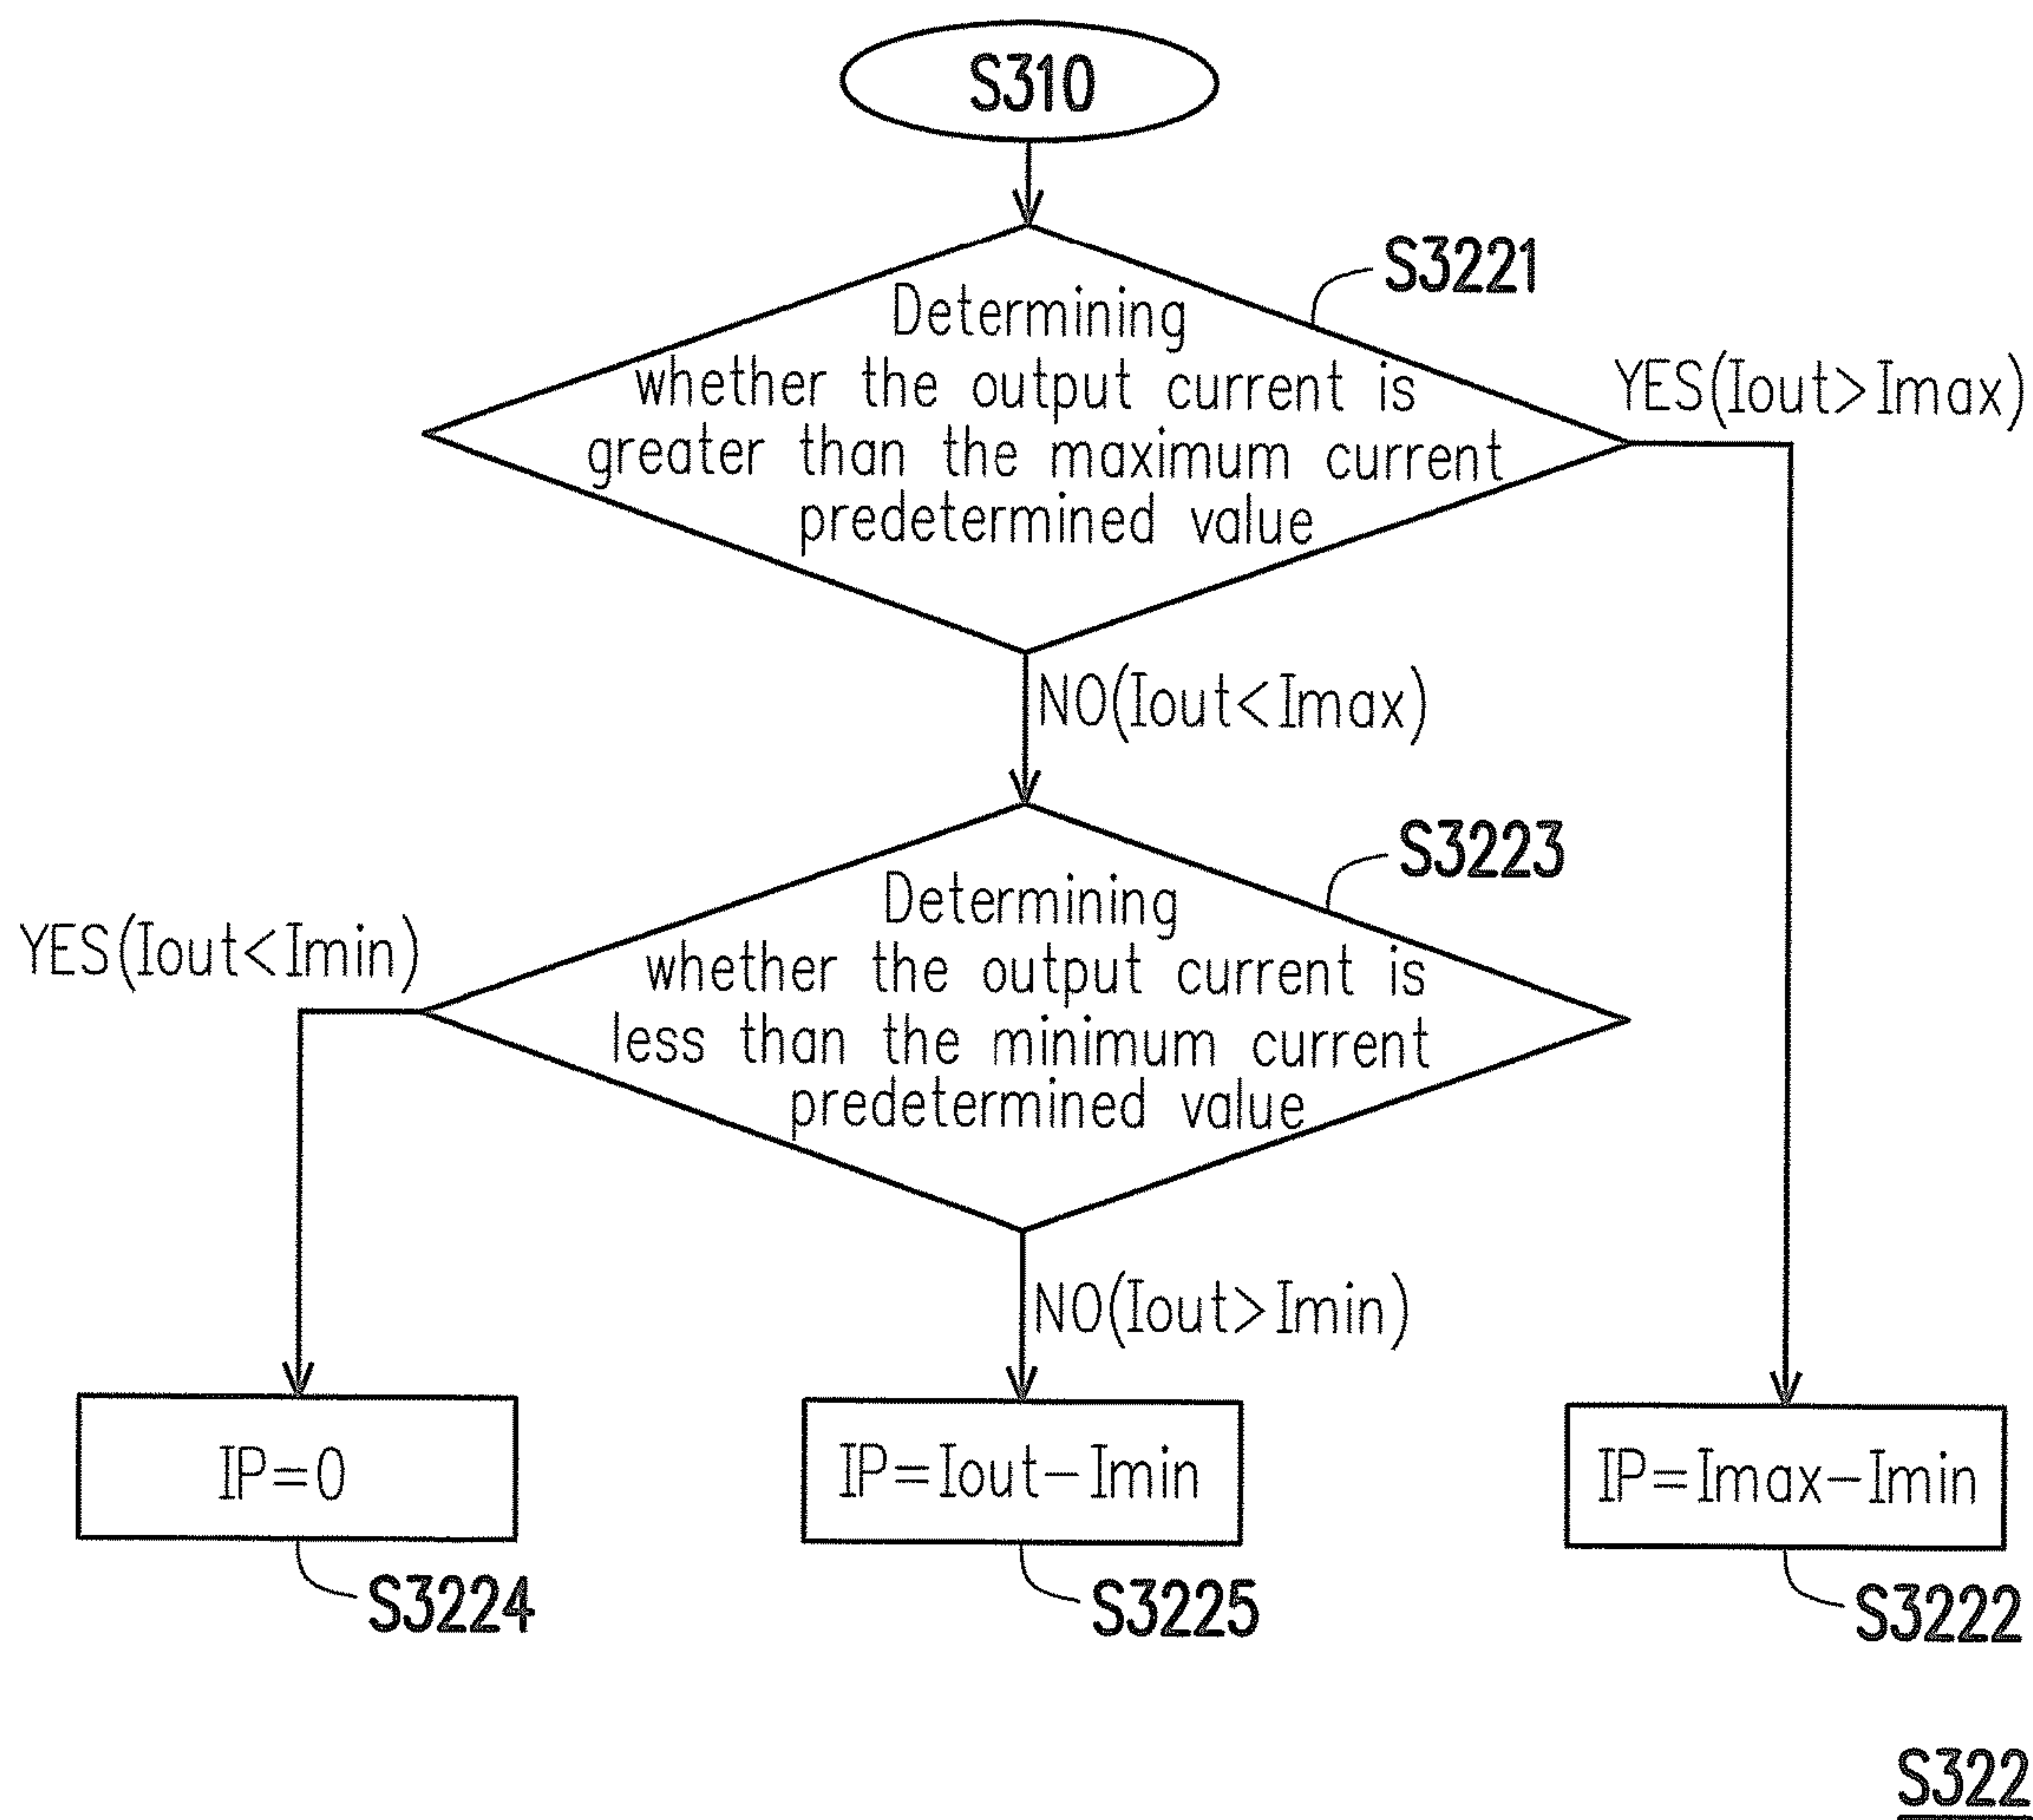 S310
S3221
Determining
whether the output current is
greater than the maximum current
predetermined value
YES(Iout>Imax)
NO(Iout<Imax)
S3223
Determining
whether the output current is
less than the minimum current
predetermined value
YES(Iout<Imin)
NO(Iout>Imin)
IP=0
IP=Iout-Imin
IP=Imax-Imin
S3224
S3225
S3222
S322